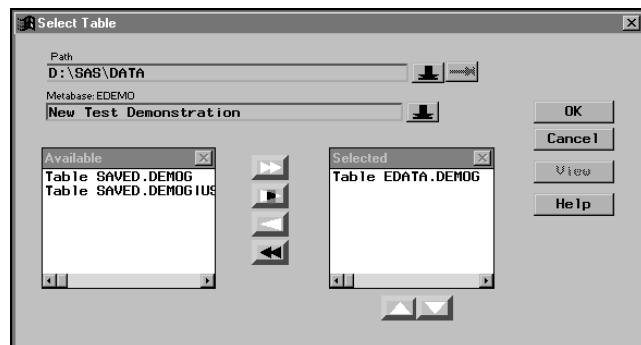 Select Table
Path
D:\SAS\DATA
Metabase: EDEMO
New Test Demonstration
OK
Cancel
View
Help
Available
Table SAVED.DEMOG
Table SAVED.DEMOGIUS
Selected
Table EDATA.DEMOG